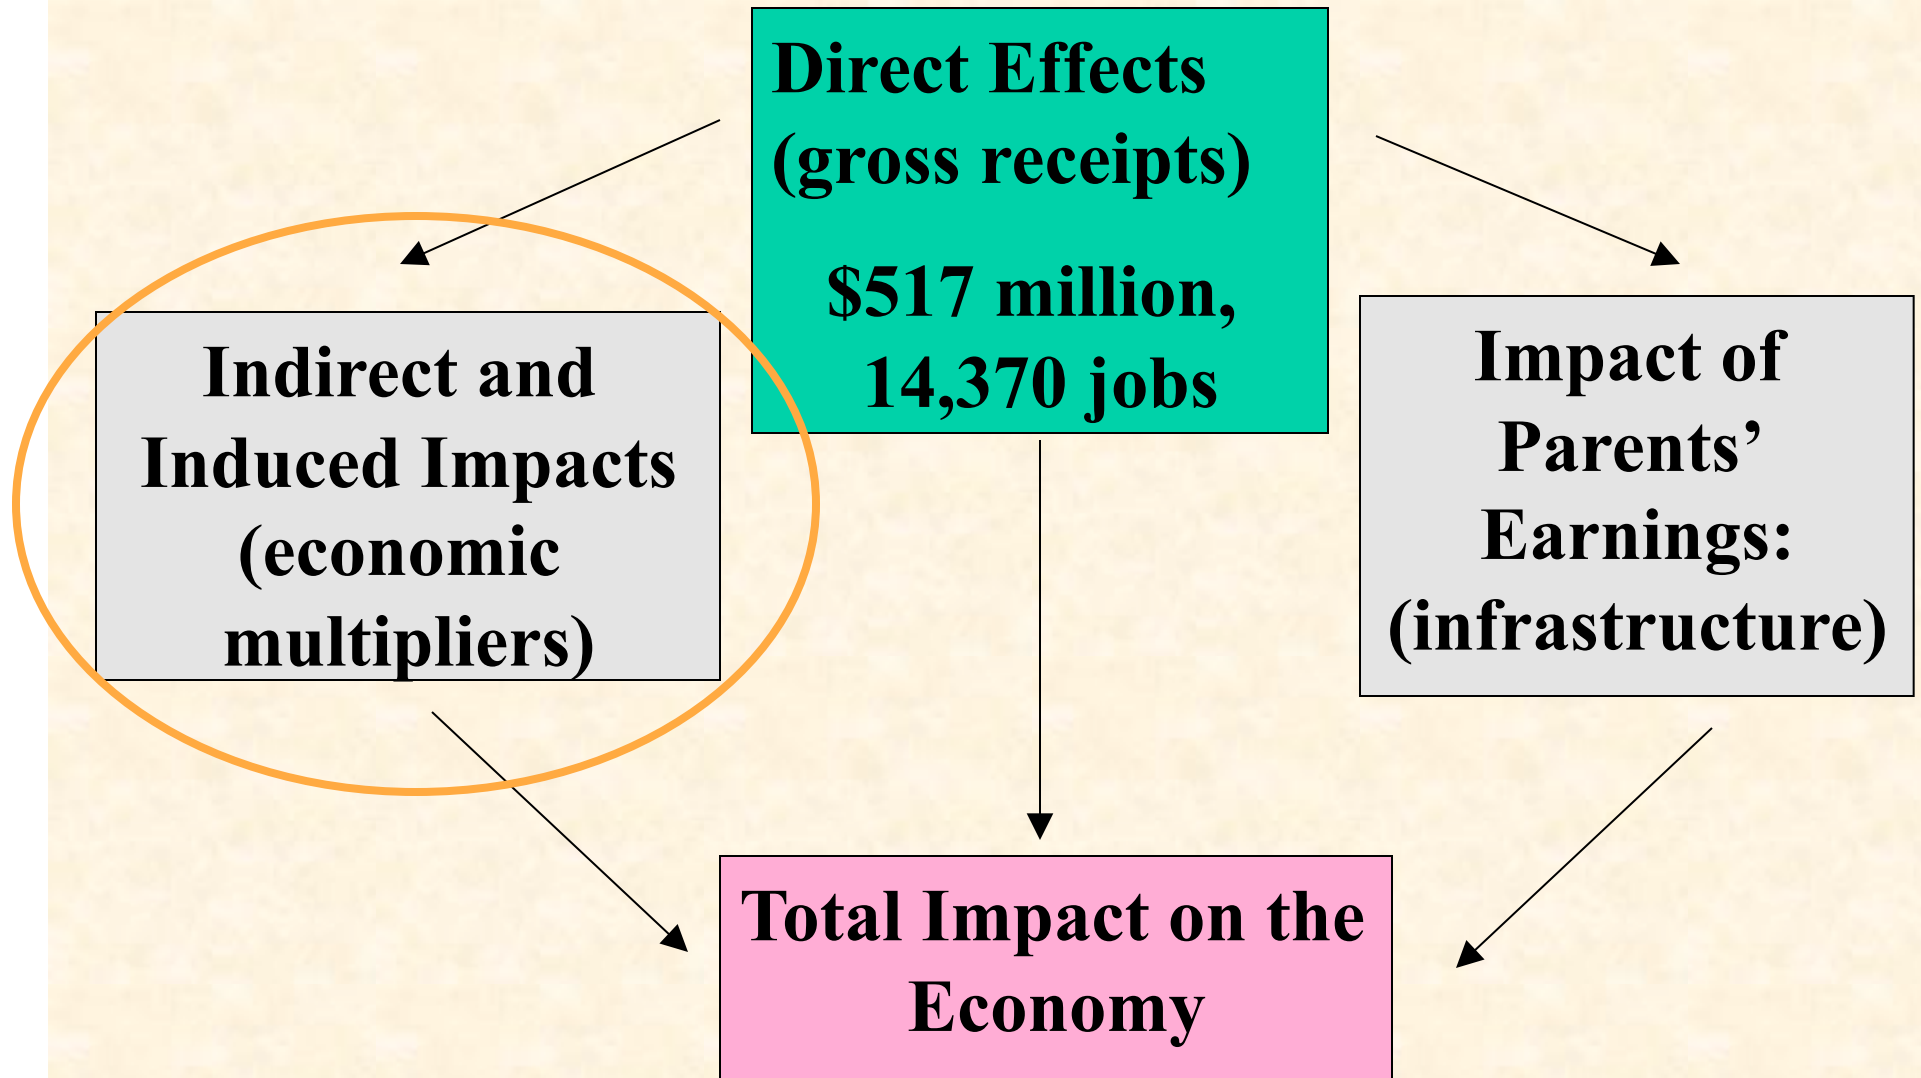 Direct Effects
(gross receipts)
$517 million,
14,370 jobs
Indirect and
Induced Impacts
(economic
multipliers)
Impact of
Parents’
Earnings:
(infrastructure)
Total Impact on the
Economy